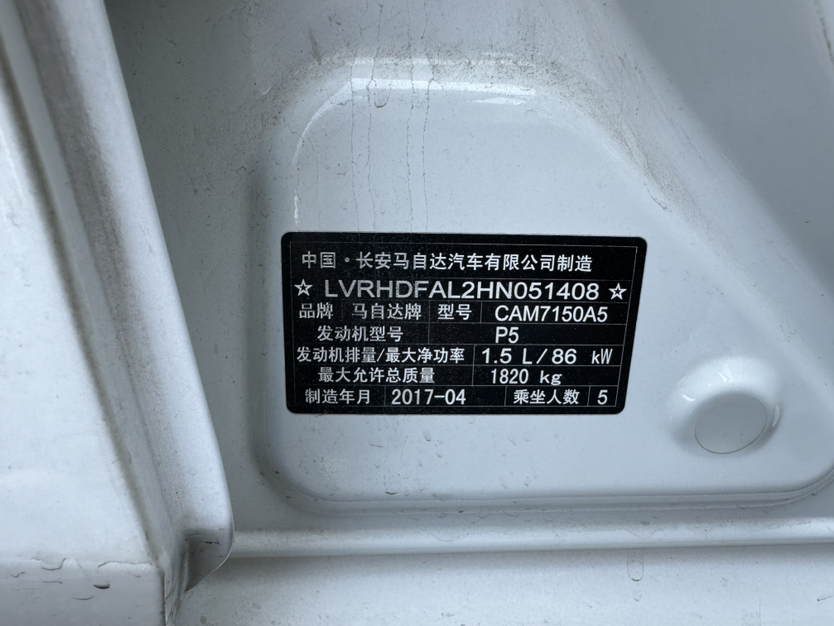 中国·长安马自达汽车有限公司制造
☆ LVRHDFAL2HN051408 ☆
品牌 马自达牌 型号 CAM7150A5
发动机型号 P5
发动机排量/最大净功率 1.5 L/86 kW
最大允许总质量 1820 kg
制造年月 2017-04 乘坐人数 5